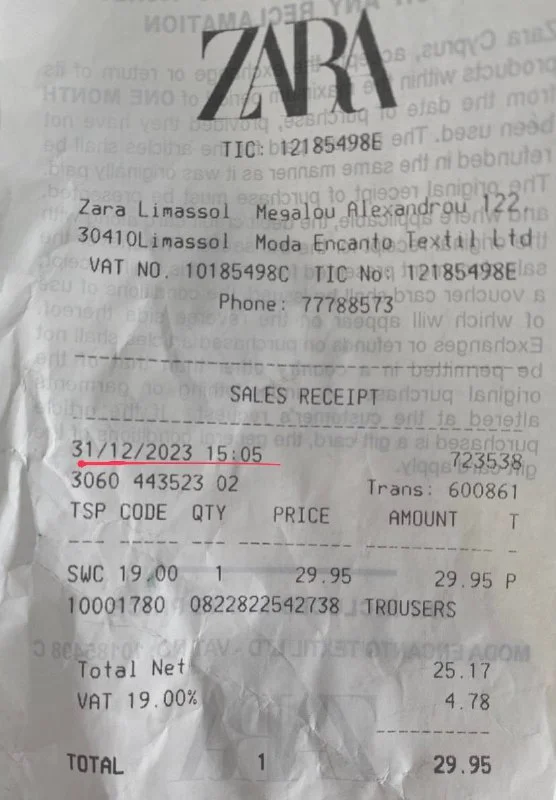 ZARA
TIC: 12185498E
Zara Limassol Megalou Alexandrou 122,
30410Limassol Moda Encanto Textil Ltd
VAT NO. 10185498C TIC No: 12185498E
Phone: 77788573
SALES RECEIPT
31/12/2023 15:05 723538
3060 443523 02 Trans: 600861
TSP CODE QTY PRICE AMOUNT T
SWC 19.00 1 29.95 29.95 P
10001780 0822822542738 TROUSERS
Total Net 25.17
VAT 19.00% 4.78
TOTAL 1 29.95